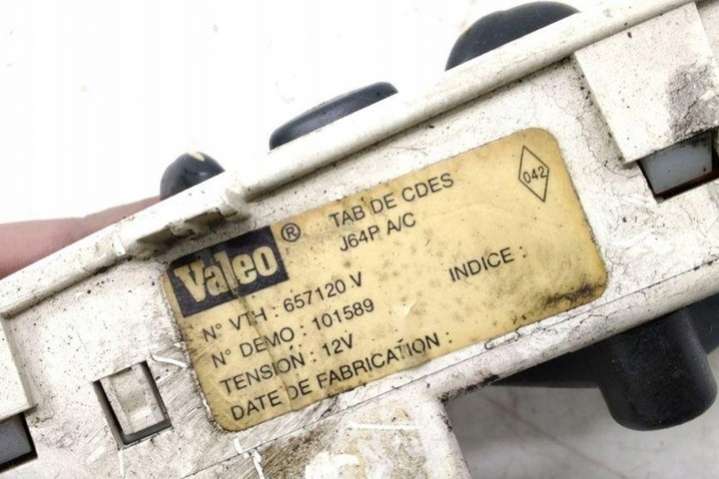 Valeo ®
TAB DE CDES
J64P A/C
042
N° VTH : 657120 V
INDICE :
N° DEMO : 101589
TENSION : 12V
DATE DE FABRICATION :